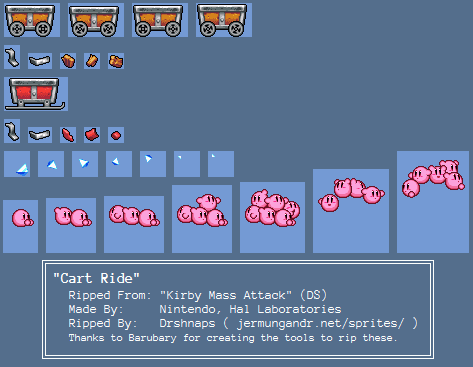 "Cart Ride"
Ripped From: "Kirby Mass Attack" (DS)
Made By: Nintendo, Hal Laboratories
Ripped By: Drshnaps ( jermungandr.net/sprites/ )
Thanks to Barubary for creating the tools to rip these.